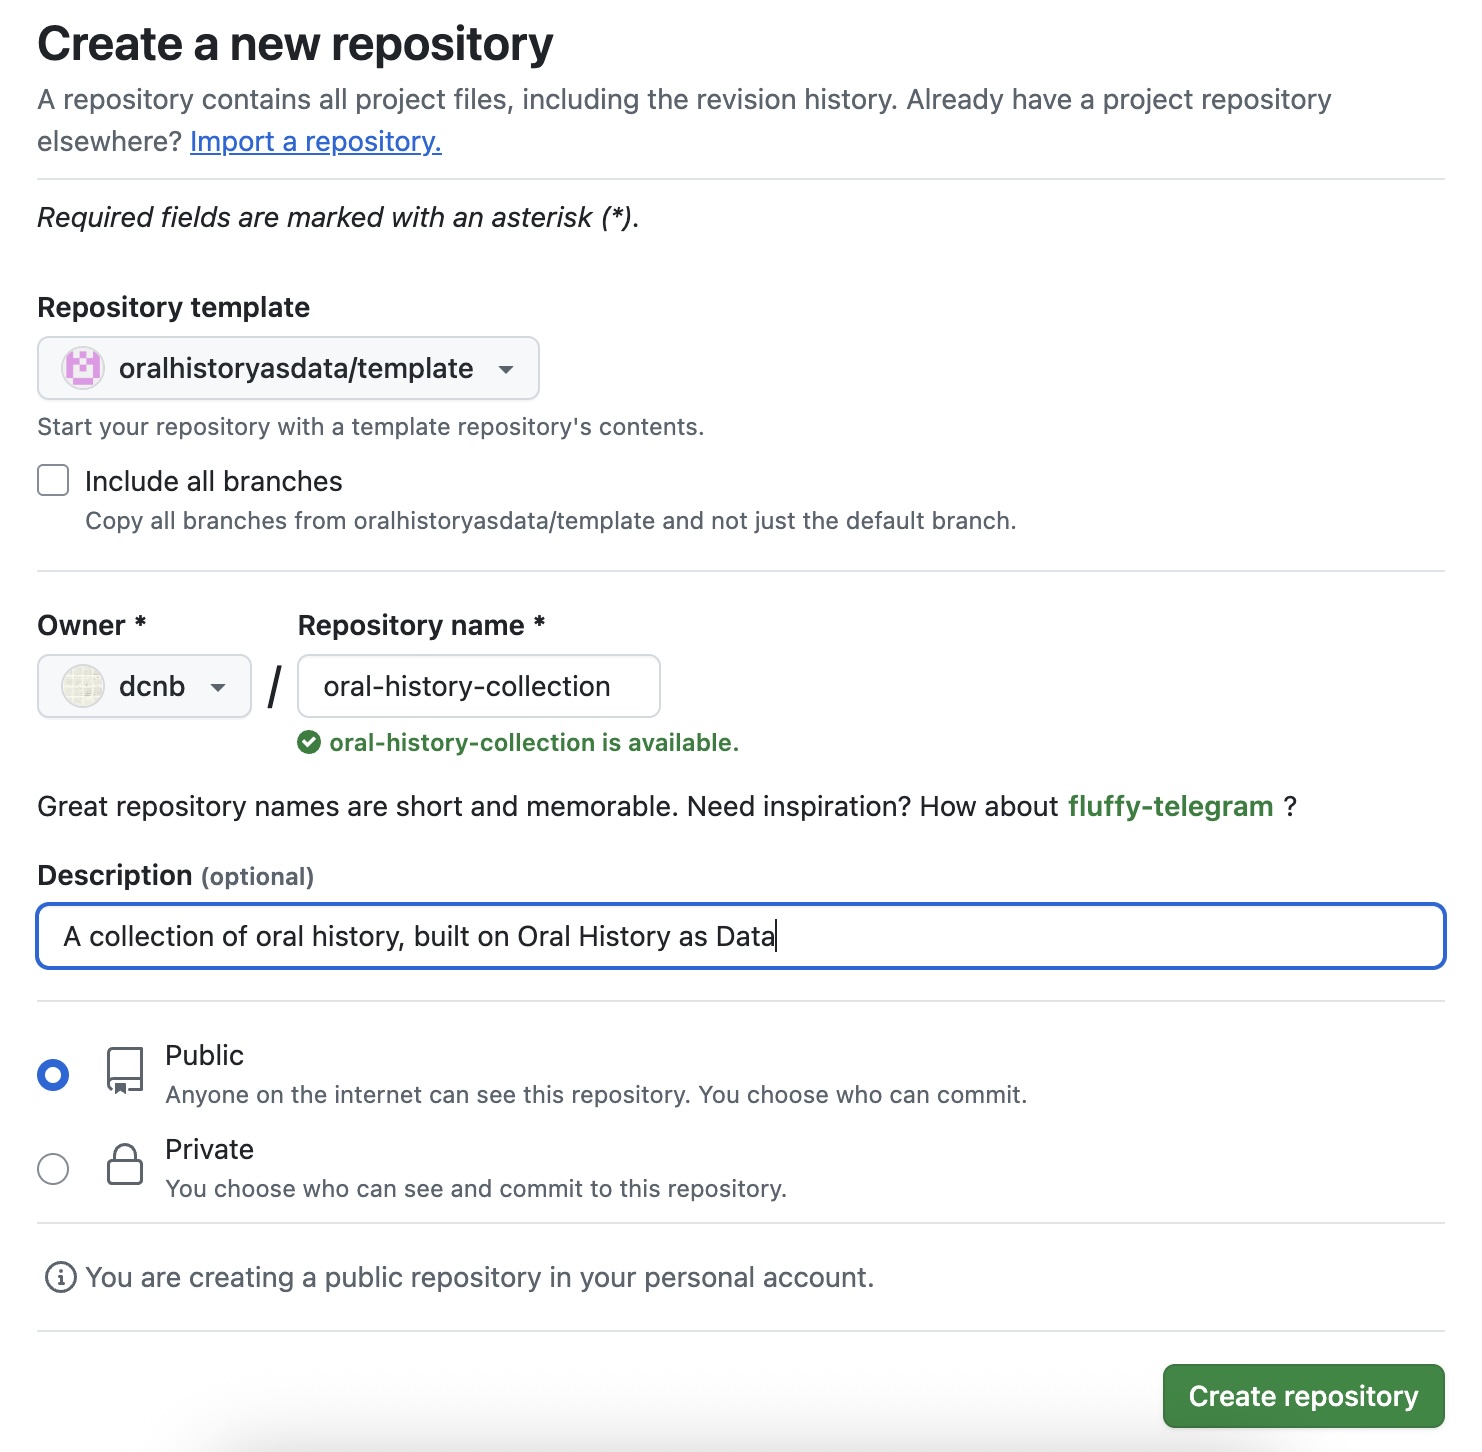 Create a new repository
A repository contains all project files, including the revision history. Already have a project repository
elsewhere? Import a repository.
Required fields are marked with an asterisk (*).
Repository template
oralhistoryasdata/template
Start your repository with a template repository's contents.
Include all branches
Copy all branches from oralhistoryasdata/template and not just the default branch.
Owner * Repository name *
dcnb / oral-history-collection
oral-history-collection is available.
Great repository names are short and memorable. Need inspiration? How about fluffy-telegram ?
Description (optional)
A collection of oral history, built on Oral History as Data
Public
Anyone on the internet can see this repository. You choose who can commit.
Private
You choose who can see and commit to this repository.
You are creating a public repository in your personal account.
Create repository